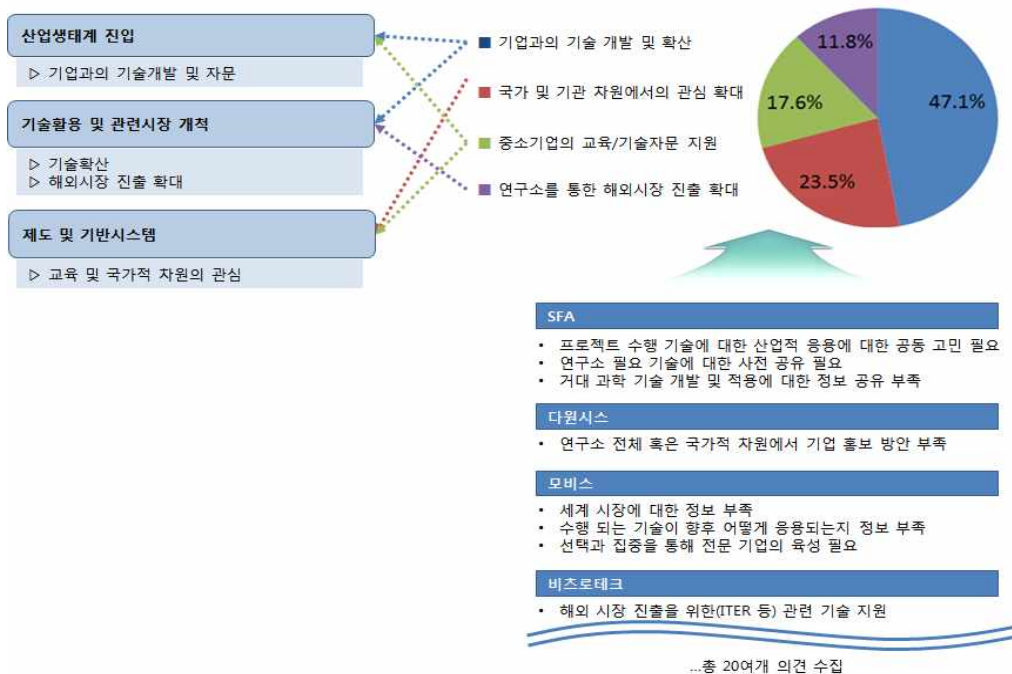 산업생태계 진입
▷ 기업과의 기술개발 및 자문
기술활용 및 관련시장 개척
▷ 기술확산
▷ 해외시장 진출 확대
제도 및 기반시스템
▷ 교육 및 국가적 차원의 관심
■ 기업과의 기술 개발 및 확산
■ 국가 및 기관 차원에서의 관심 확대
■ 중소기업의 교육/기술자문 지원
■ 연구소를 통한 해외시장 진출 확대
11.8%
17.6%
47.1%
23.5%
SFA
• 프로젝트 수행 기술에 대한 산업적 응용에 대한 공동 고민 필요
• 연구소 필요 기술에 대한 사전 공유 필요
• 거대 과학 기술 개발 및 적용에 대한 정보 공유 부족
다원시스
• 연구소 전체 혹은 국가적 차원에서 기업 홍보 방안 부족
모비스
• 세계 시장에 대한 정보 부족
• 수행 되는 기술이 향후 어떻게 응용되는지 정보 부족
• 선택과 집중을 통해 전문 기업의 육성 필요
비츠로테크
• 해외 시장 진출을 위한(ITER 등) 관련 기술 지원
...총 20여개 의견 수집